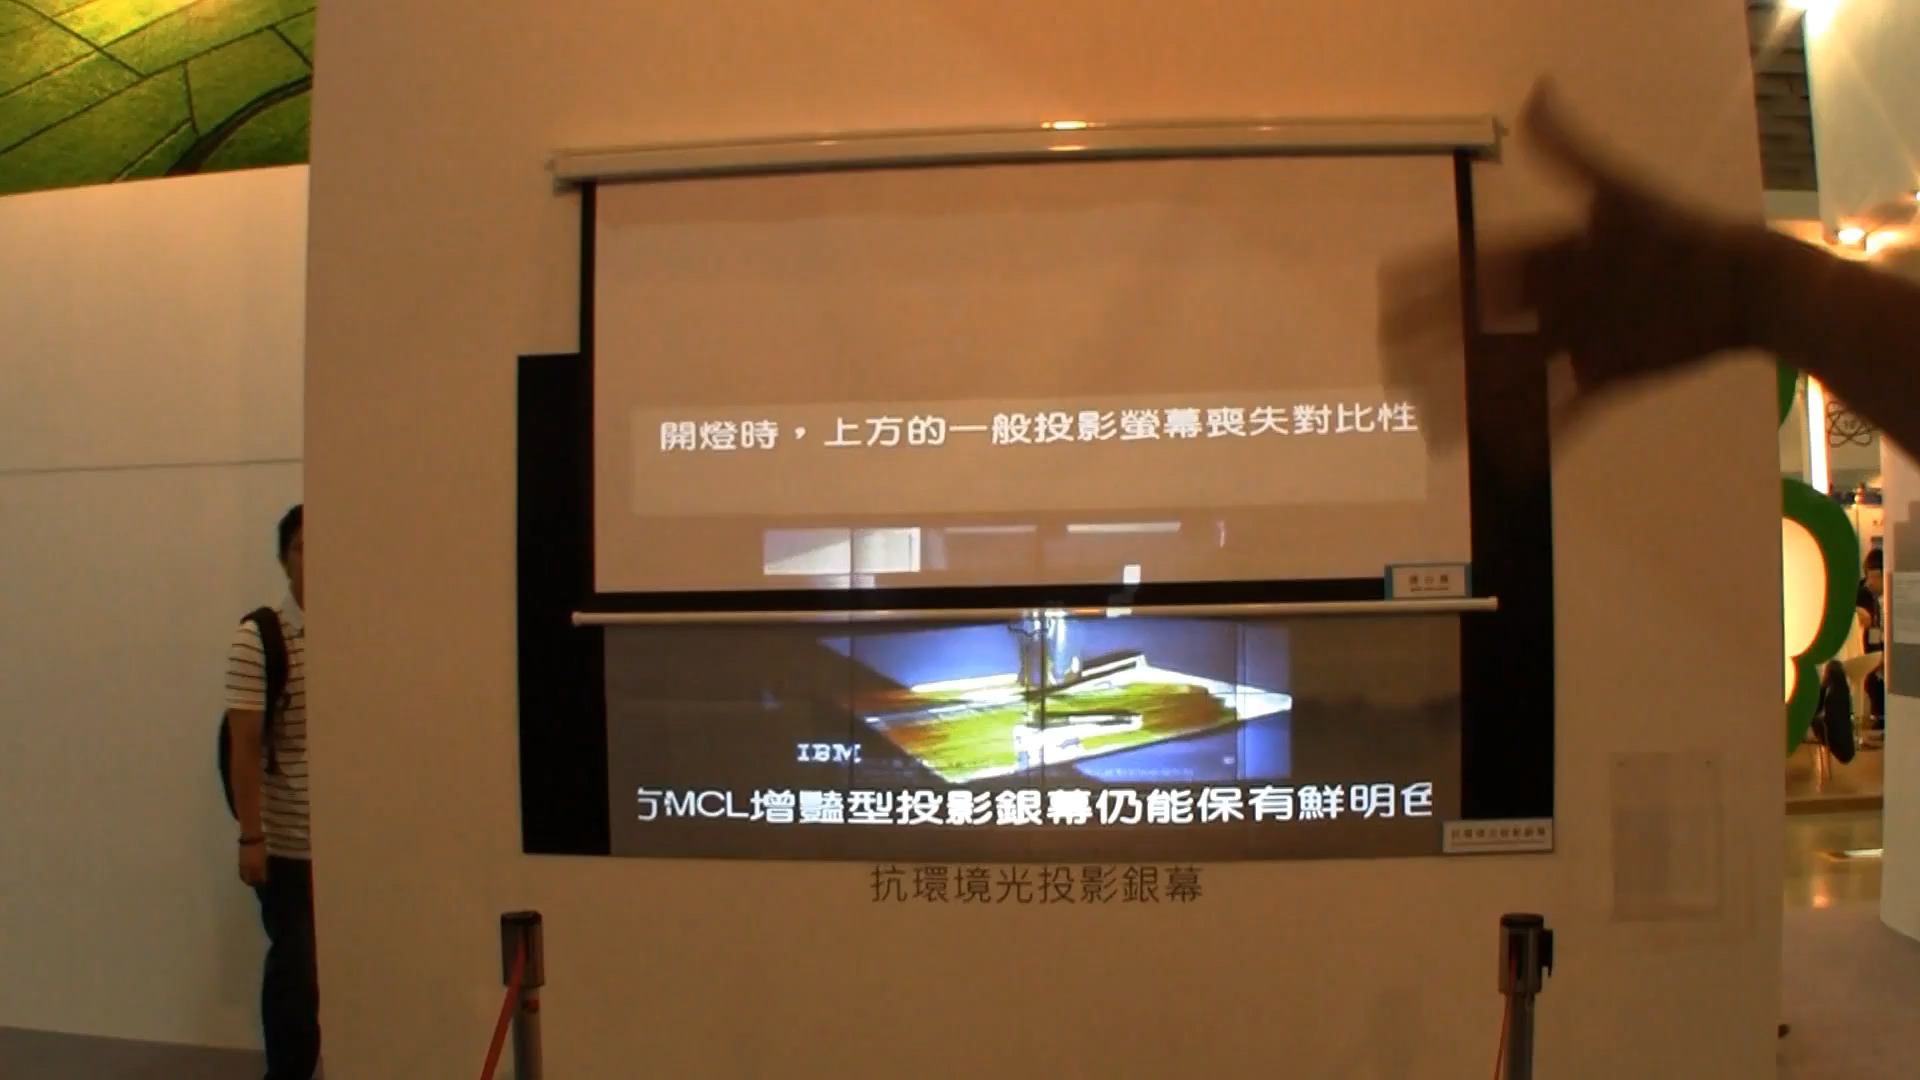 開燈時，上方的一般投影螢幕喪失對比性
IBM
方MCL增豔型投影銀幕仍能保有鮮明色
抗環境光投影銀幕